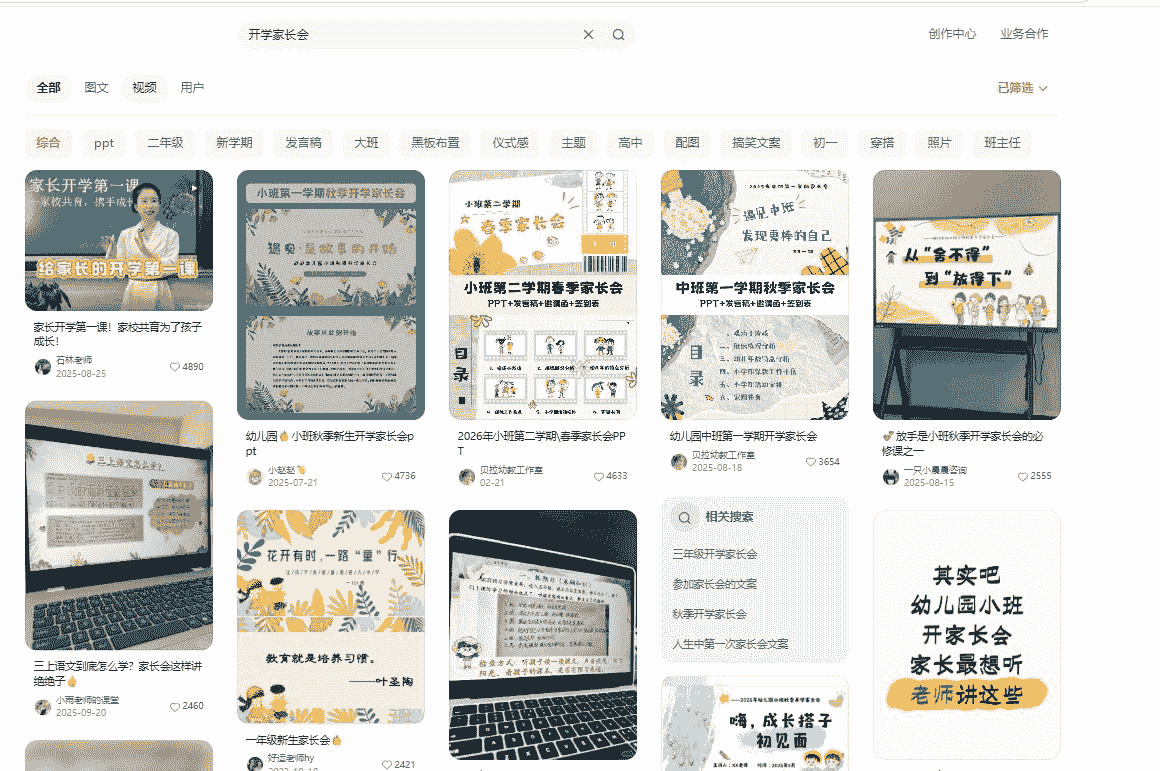 开学家长会
创作中心
业务合作
全部
图文
视频
用户
已筛选
综合
ppt
二年级
新学期
发言稿
大班
黑板布置
仪式感
主题
高中
配图
搞笑文案
初一
穿搭
照片
班主任
家长开学第一课
家校共育,携手成长
给家长的开学第一课
家长开学第一课!家校共育为了孩子
成长!
石林老师
2025-08-25
4890
小班第一学期秋季开学家长会
遇见·是故事的开始
故事从此刻开始
幼儿园👌小班秋季新生开学家长会p
pt
小赵赵
2025-07-21
4736
小班第二学期
春季家长会
小班第二学期春季家长会
PPT+发言稿+邀请函+签到表
目
录
2026年小班第二学期\春季家长会PP
T
贝拉幼教工作室
02-21
4633
遇见中班
发现更棒的自己
中班第一学期秋季家长会
PPT+发言稿+邀请函+签到表
目
录
幼儿园中班第一学期开学家长会
贝拉幼教工作室
2025-08-18
3654
从“舍不得”
到“放得下”
放手是小班秋季开学家长会的必
修课之一
一只小晨晨咨询
2025-08-15
2555
三上语文怎么学?
三上语文到底怎么学?家长会这样讲
绝绝子
小雨老师的课堂
2025-09-20
2460
花开有时,一路“童”行
教育就是培养习惯。
——叶圣陶
一年级新生家长会
好运老师hy
2421
相关搜索
三年级开学家长会
参加家长会的文案
秋季开学家长会
人生中第一次家长会文案
嗨,成长搭子
初见面
其实吧
幼儿园小班
开家长会
家长最想听
老师讲这些